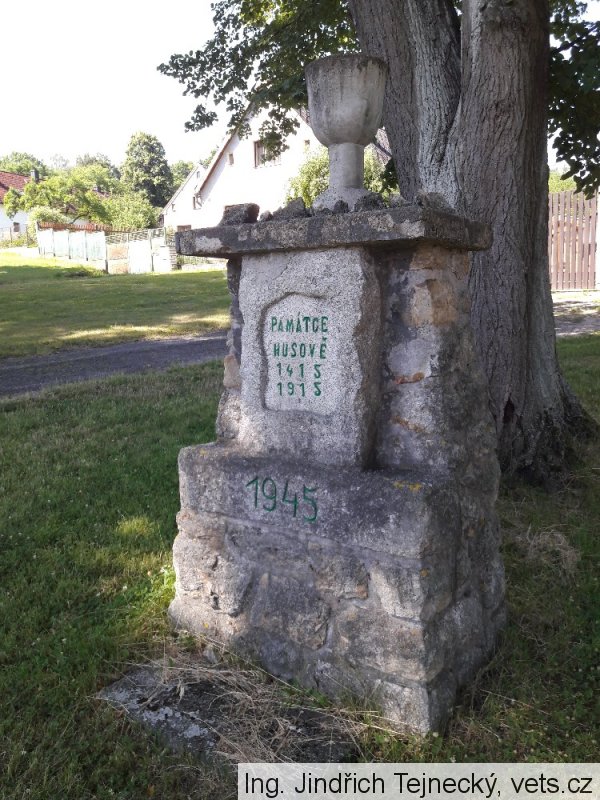 PAMÁTCE
HUSOVĚ
1415
1915
1945
Ing. Jindřich Tejnecký, vets.cz